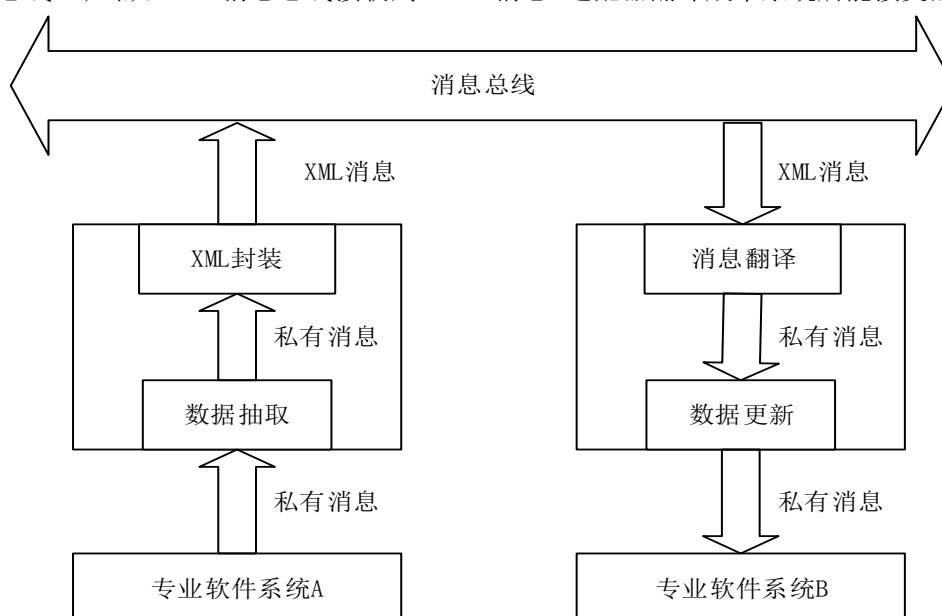 消息总线
XML消息
XML消息
XML封装
消息翻译
私有消息
私有消息
数据抽取
数据更新
私有消息
私有消息
专业软件系统A
专业软件系统B